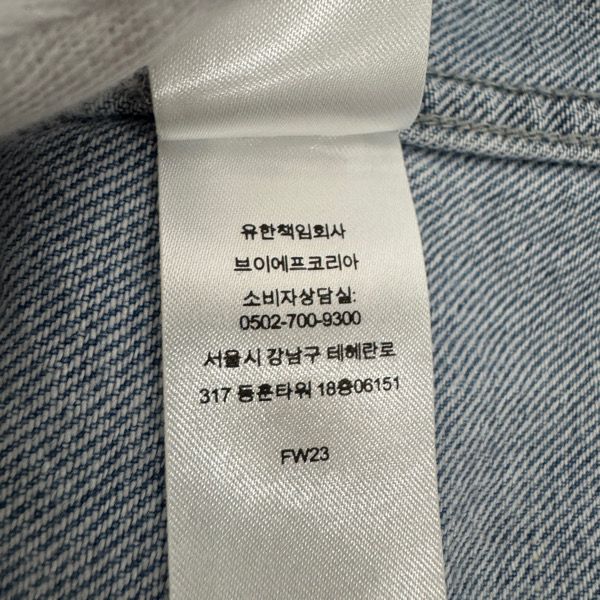 유한책임회사
브이에프코리아
소비자상담실:
0502-700-9300
서울시 강남구 테헤란로
317 동훈타워 18층06151
FW23